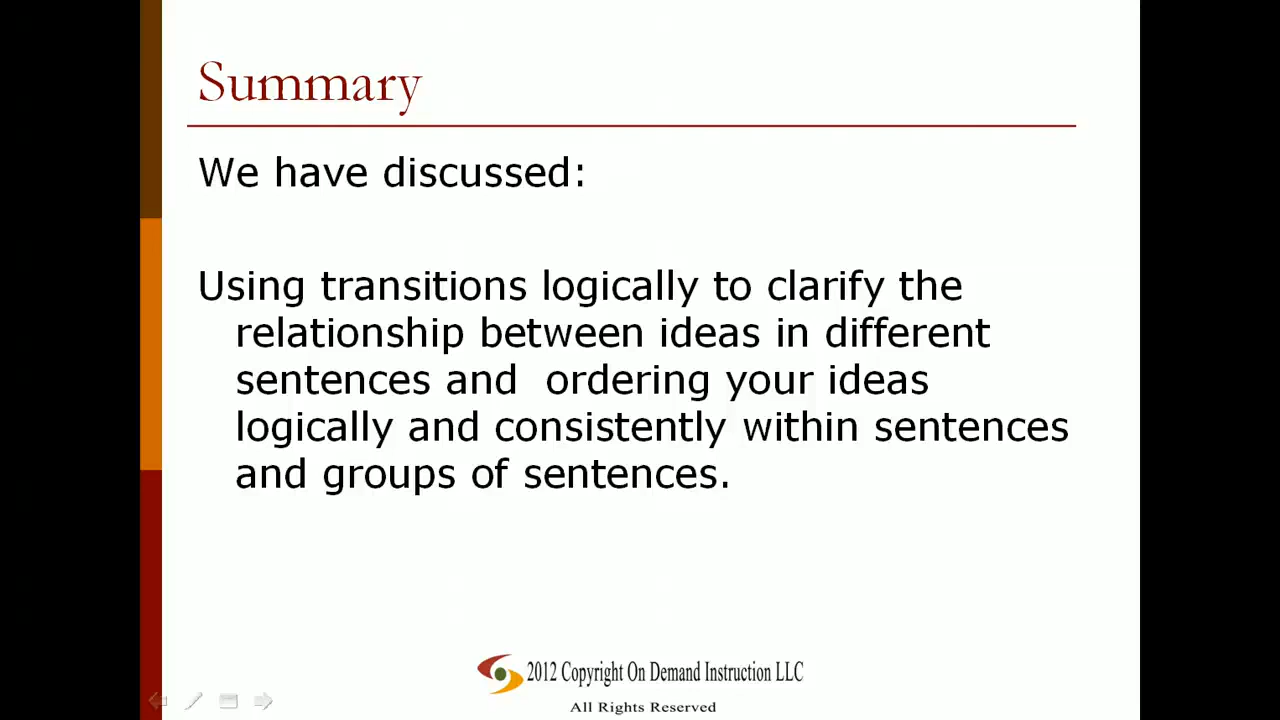 Summary
We have discussed:
Using transitions logically to clarify the
relationship between ideas in different
sentences and  ordering your ideas
logically and consistently within sentences
and groups of sentences.
2012 Copyright On Demand Instruction LLC
All Rights Reserved